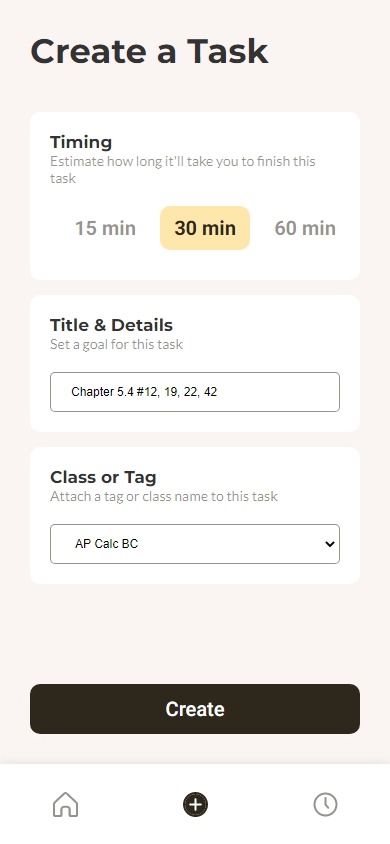 Create a Task
Timing
Estimate how long it'll take you to finish this
task
15 min 30 min 60 min
Title & Details
Set a goal for this task
Chapter 5.4 #12, 19, 22, 42
Class or Tag
Attach a tag or class name to this task
AP Calc BC
Create